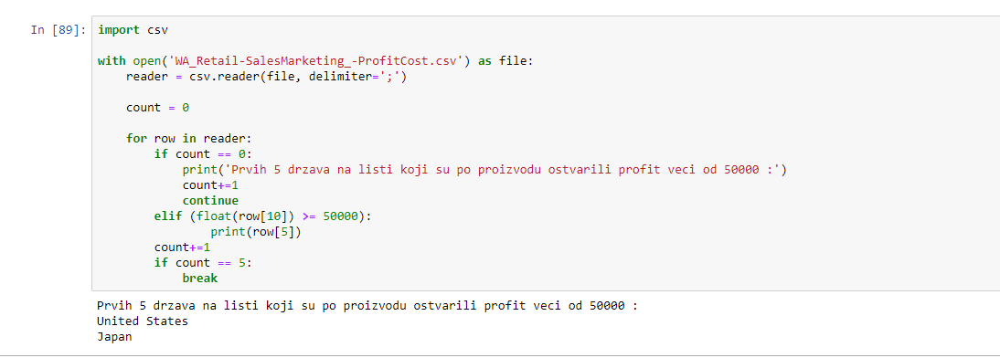 In [89]: import csv
with open('WA_Retail-SalesMarketing_-ProfitCost.csv') as file:
reader = csv.reader(file, delimiter=';')
count = 0
for row in reader:
if count == 0:
print('Prvih 5 drzava na listi koji su po proizvodu ostvarili profit veci od 50000 :')
count+=1
continue
elif (float(row[10]) >= 50000):
print(row[5])
count+=1
if count == 5:
break
Prvih 5 drzava na listi koji su po proizvodu ostvarili profit veci od 50000 :
United States
Japan